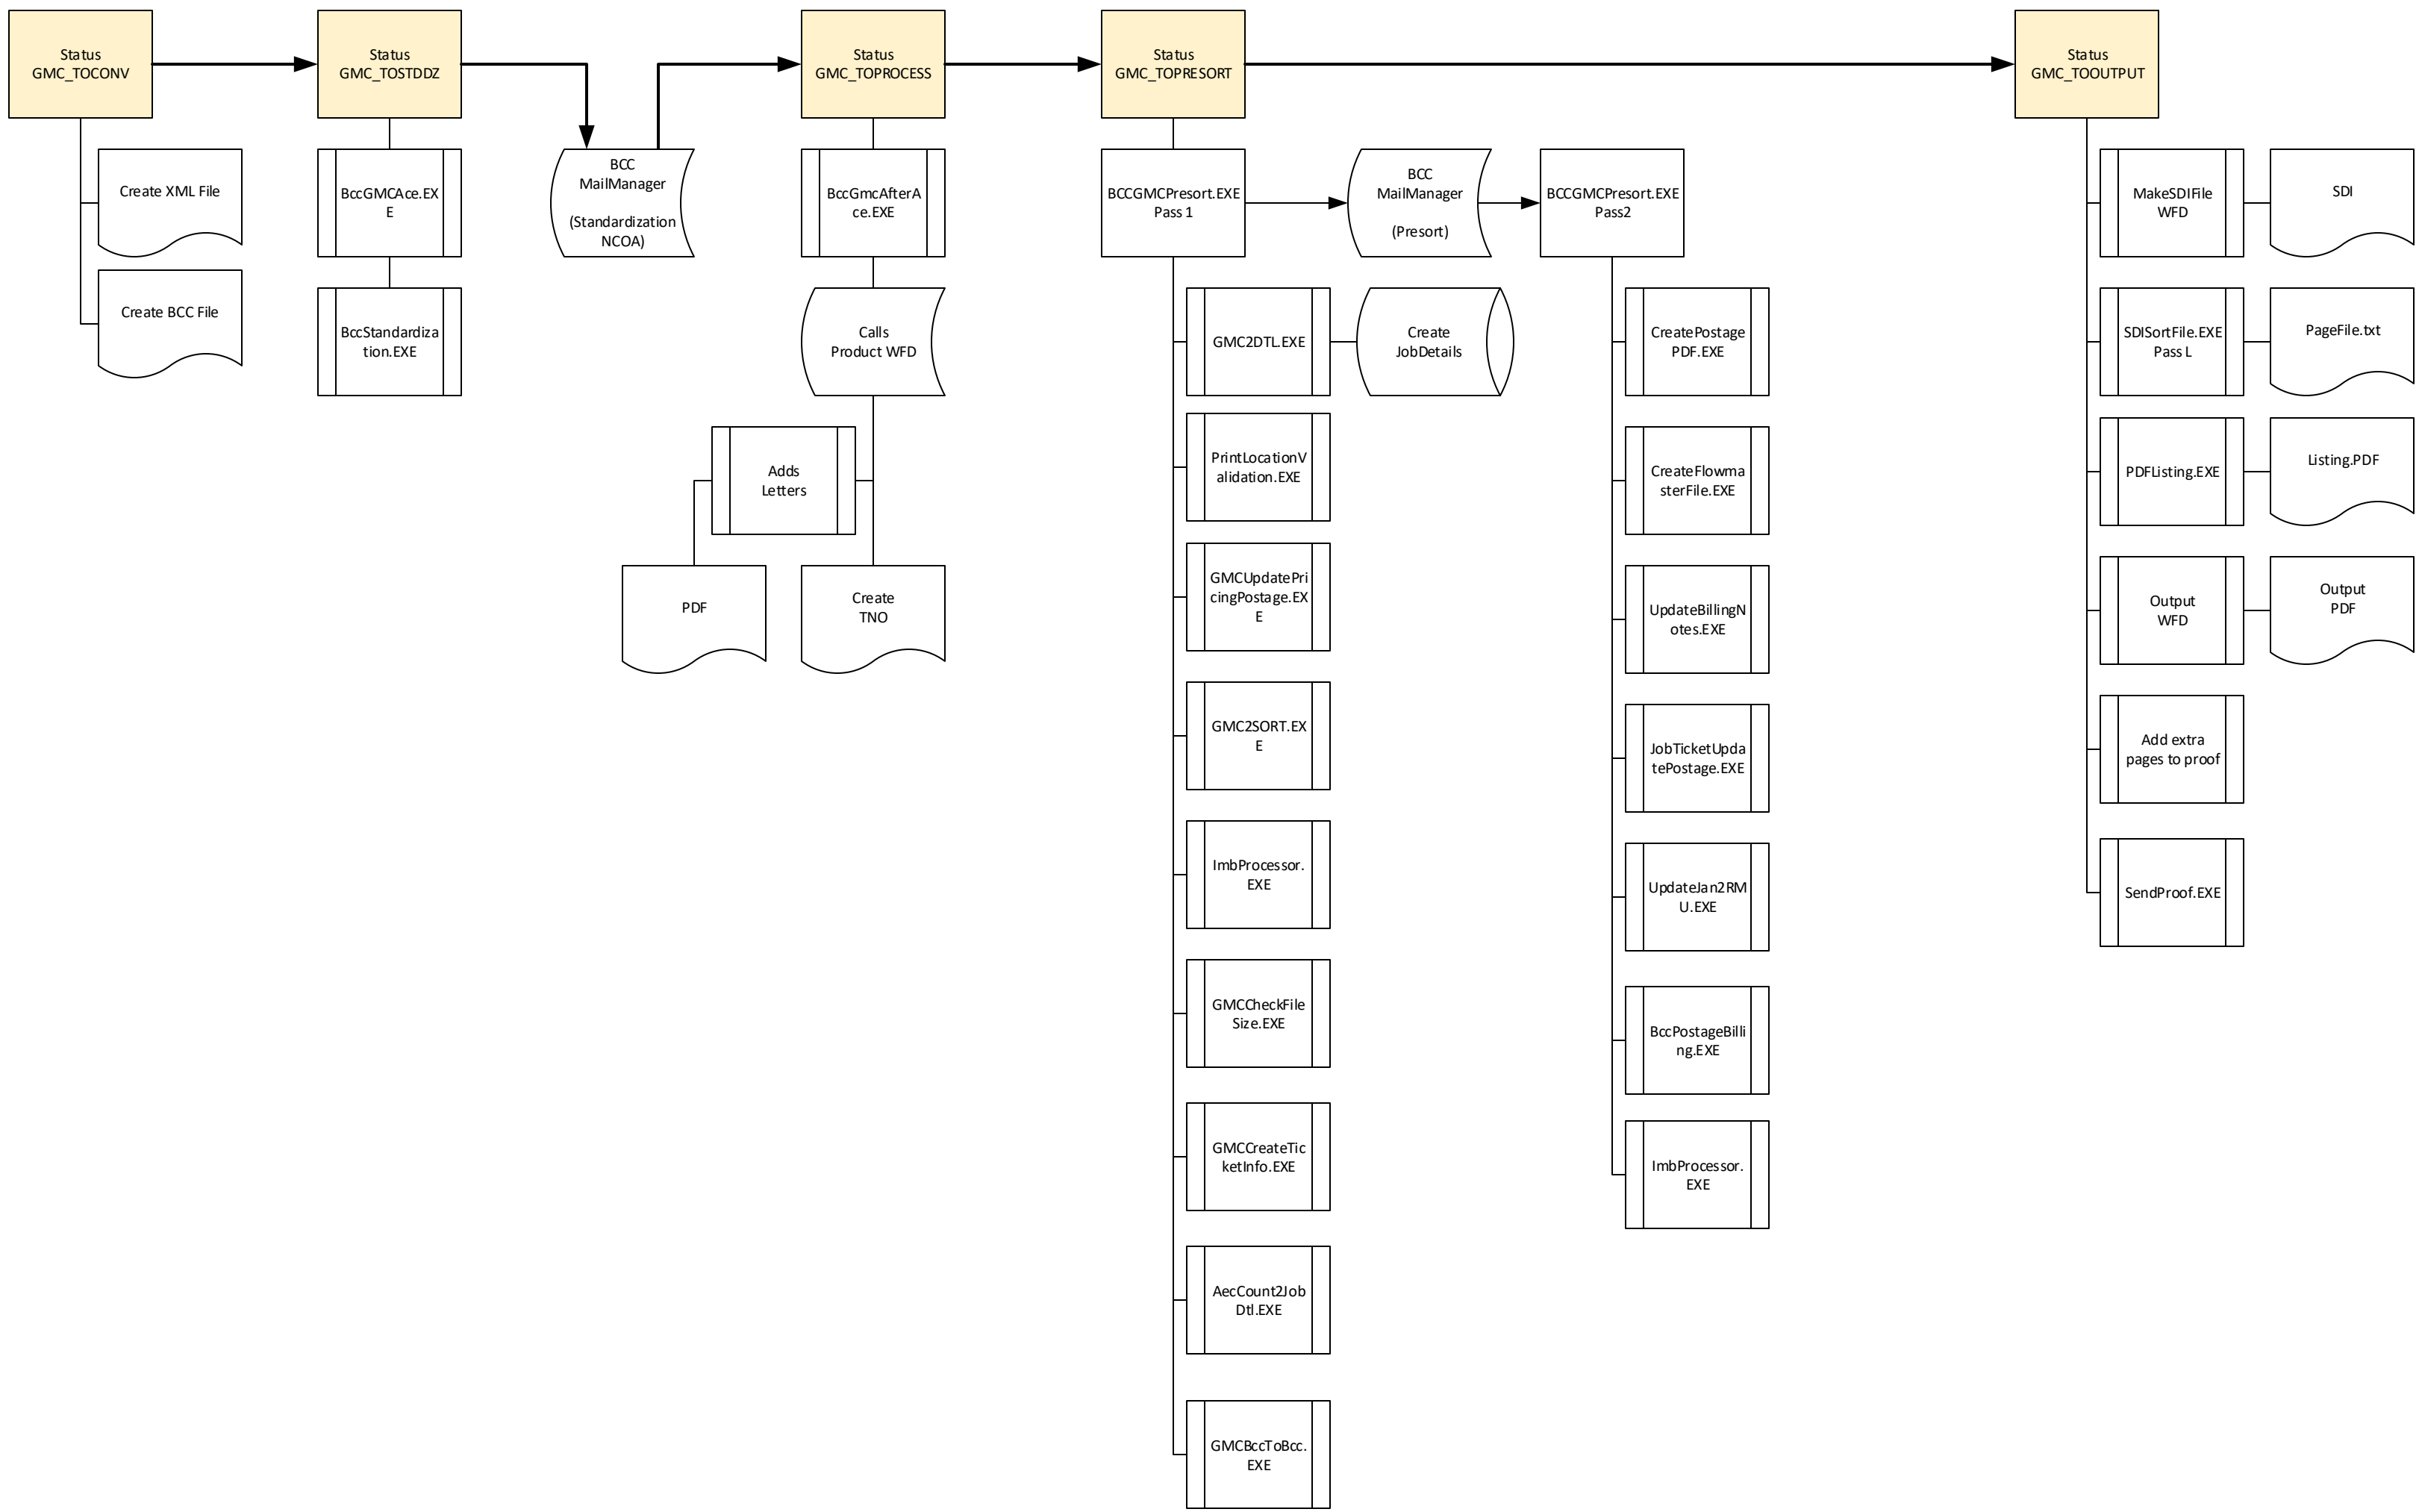 Status
GMC_TOCONV
Status
GMC_TOSTDDZ
Status
GMC_TOPROCESS
Status
GMC_TOPRESORT
Status
GMC_TOOUTPUT
Create XML File
Create BCC File
BccGMCAce.EX
E
BccStandardiza
tion.EXE
BCC
MailManager
(Standardization
NCOA)
BccGmcAfterA
ce.EXE
Calls
Product WFD
Adds
Letters
PDF
Create
TNO
BCCGMCPresort.EXE
Pass 1
BCC
MailManager
(Presort)
BCCGMCPresort.EXE
Pass2
GMC2DTL.EXE
Create
JobDetails
PrintLocationV
alidation.EXE
GMCUpdatePri
cingPostage.EX
E
GMC2SORT.EX
E
ImbProcessor.
EXE
GMCCheckFile
Size.EXE
GMCCreateTic
ketInfo.EXE
AecCount2Job
Dtl.EXE
GMCBccToBcc.
EXE
CreatePostage
PDF.EXE
CreateFlowma
sterFile.EXE
UpdateBillingN
otes.EXE
JobTicketUpda
tePostage.EXE
UpdateJan2RM
U.EXE
BccPostageBilli
ng.EXE
ImbProcessor.
EXE
MakeSDIFile
WFD
SDI
SDISortFile.EXE
Pass L
PageFile.txt
PDFListing.EXE
Listing.PDF
Output
WFD
Output
PDF
Add extra
pages to proof
SendProof.EXE